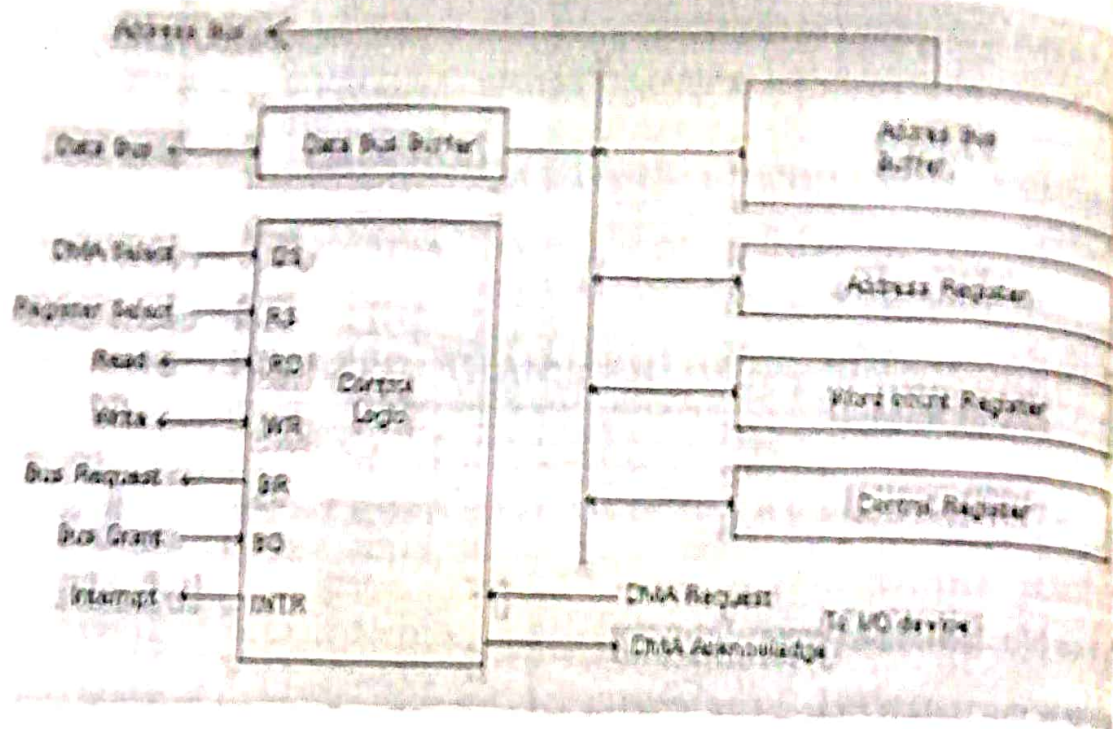 Address Bus
Data Bus
Data Bus Buffer
Address Bus
Buffer
DMA Select
DS
Address Register
Register Select
RS
Read
RD
Control
Logic
Word count Register
Write
WR
Bus Request
BR
Control Register
Bus Grant
BG
Interrupt
INTR
DMA Request
To I/O device
DMA Acknowledge